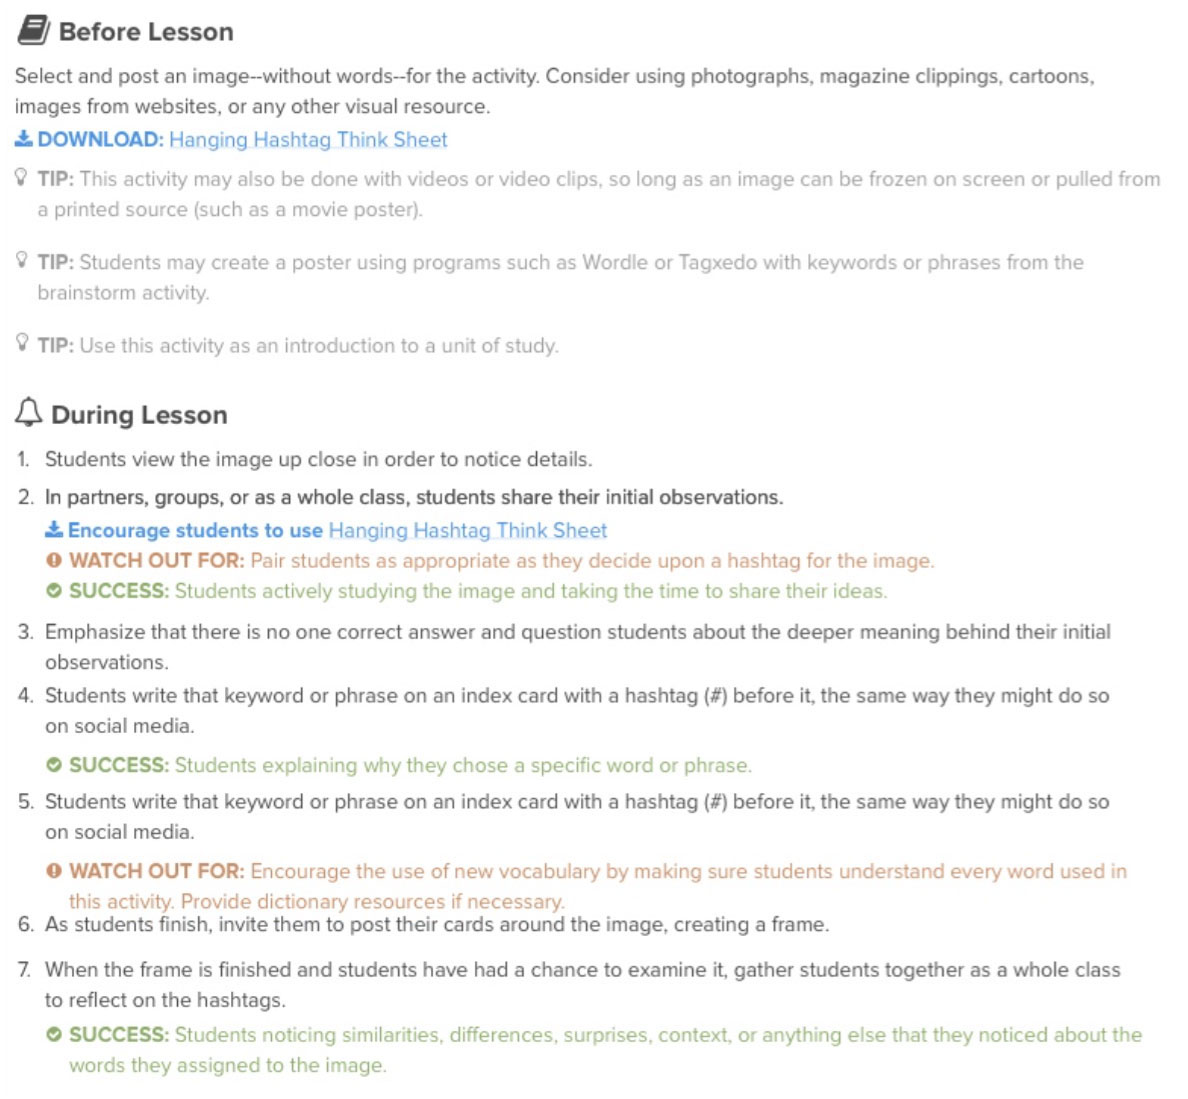 Before Lesson
Select and post an image--without words--for the activity. Consider using photographs, magazine clippings, cartoons,
images from websites, or any other visual resource.
DOWNLOAD: Hanging Hashtag Think Sheet
TIP: This activity may also be done with videos or video clips, so long as an image can be frozen on screen or pulled from
a printed source (such as a movie poster).
TIP: Students may create a poster using programs such as Wordle or Tagxedo with keywords or phrases from the
brainstorm activity.
TIP: Use this activity as an introduction to a unit of study.
During Lesson
1. Students view the image up close in order to notice details.
2. In partners, groups, or as a whole class, students share their initial observations.
Encourage students to use Hanging Hashtag Think Sheet
WATCH OUT FOR: Pair students as appropriate as they decide upon a hashtag for the image.
SUCCESS: Students actively studying the image and taking the time to share their ideas.
3. Emphasize that there is no one correct answer and question students about the deeper meaning behind their initial
observations.
4. Students write that keyword or phrase on an index card with a hashtag (#) before it, the same way they might do so
on social media.
SUCCESS: Students explaining why they chose a specific word or phrase.
5. Students write that keyword or phrase on an index card with a hashtag (#) before it, the same way they might do so
on social media.
WATCH OUT FOR: Encourage the use of new vocabulary by making sure students understand every word used in
this activity. Provide dictionary resources if necessary.
6. As students finish, invite them to post their cards around the image, creating a frame.
7. When the frame is finished and students have had a chance to examine it, gather students together as a whole class
to reflect on the hashtags.
SUCCESS: Students noticing similarities, differences, surprises, context, or anything else that they noticed about the
words they assigned to the image.